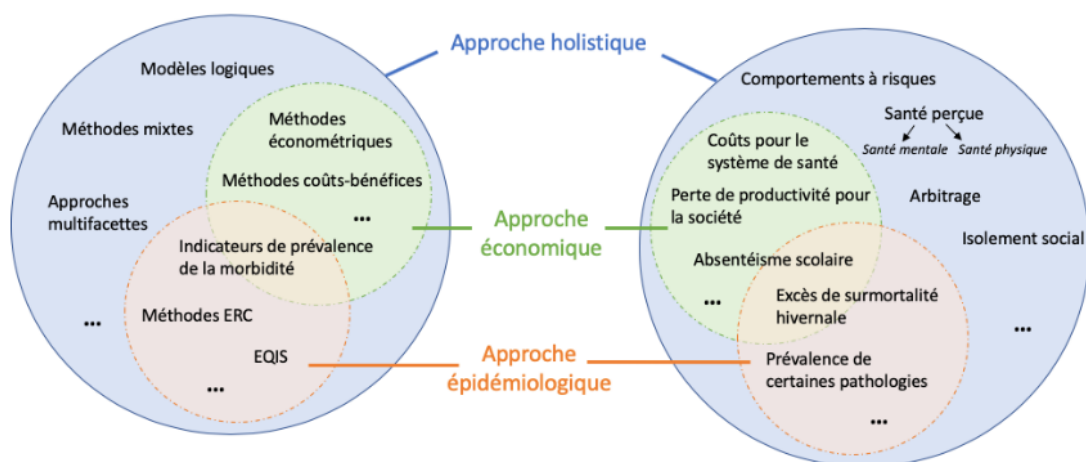 Approche holistique
Modèles logiques
Méthodes mixtes
Méthodes
économétriques
Méthodes coûts-bénéfices
...
Approches
multifacettes
Indicateurs de prévalence
de la morbidité
Méthodes ERC
...
EQIS
...
Approche
économique
Approche
épidémiologique
Comportements à risques
Santé perçue
Santé mentale Santé physique
Coûts pour le
système de santé
Perte de productivité pour
la société
Arbitrage
Isolement social
Absentéisme scolaire
...
Excès de surmortalité
hivernale
...
Prévalence de
certaines pathologies
...